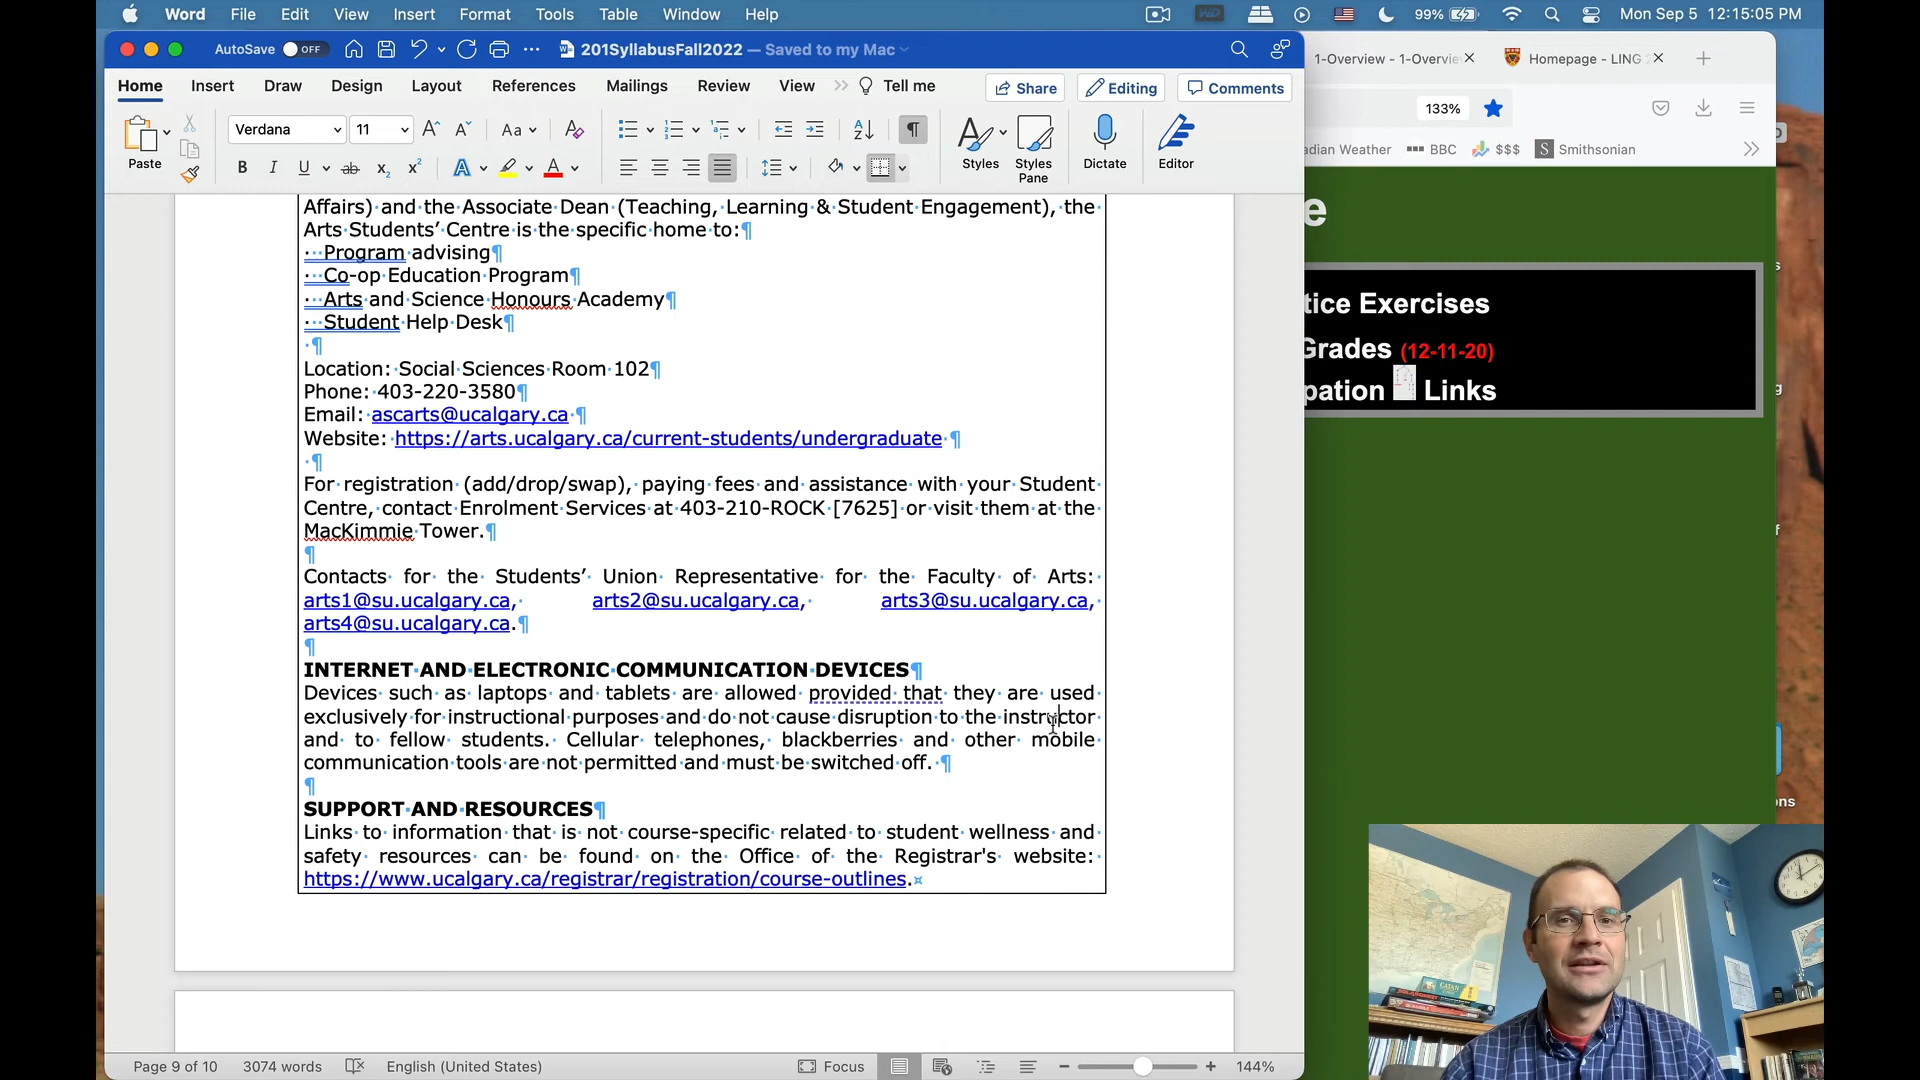 Word File Edit View Insert Format Tools Table Window Help 99% Mon Sep 5 12:15:05 PM
AutoSave OFF 201SyllabusFall2022 — Saved to my Mac
1-Overview - 1-Overvie Homepage - LING
Home Insert Draw Design Layout References Mailings Review View Tell me Share Editing Comments
133%
Verdana 11 Aa
Paste Styles Styles Pane Dictate Editor
adian Weather BBC $$$ Smithsonian
Affairs) and the Associate Dean (Teaching, Learning & Student Engagement), the
Arts Students’ Centre is the specific home to:¶
Program advising¶
Co-op Education Program¶
Arts and Science Honours Academy¶
Student Help Desk¶
¶
Location: Social Sciences Room 102¶
Phone: 403-220-3580¶
Email: ascarts@ucalgary.ca ¶
Website: https://arts.ucalgary.ca/current-students/undergraduate ¶
¶
For registration (add/drop/swap), paying fees and assistance with your Student
Centre, contact Enrolment Services at 403-210-ROCK [7625] or visit them at the
MacKimmie Tower.¶
¶
Contacts for the Students’ Union Representative for the Faculty of Arts:
arts1@su.ucalgary.ca, arts2@su.ucalgary.ca, arts3@su.ucalgary.ca,
arts4@su.ucalgary.ca.¶
¶
INTERNET AND ELECTRONIC COMMUNICATION DEVICES¶
Devices such as laptops and tablets are allowed provided that they are used
exclusively for instructional purposes and do not cause disruption to the instructor
and to fellow students. Cellular telephones, blackberries and other mobile
communication tools are not permitted and must be switched off. ¶
¶
SUPPORT AND RESOURCES¶
Links to information that is not course-specific related to student wellness and
safety resources can be found on the Office of the Registrar's website:
https://www.ucalgary.ca/registrar/registration/course-outlines.
e
tice Exercises
Grades (12-11-20)
pation Links
ons
CATAN
Page 9 of 10 3074 words English (United States) Focus 144%